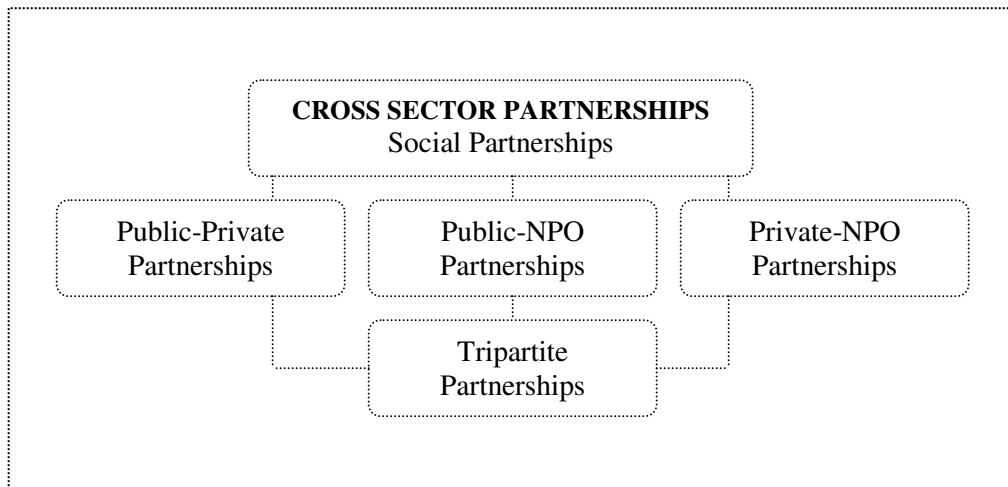 CROSS SECTOR PARTNERSHIPS
Social Partnerships
Public-Private
Partnerships
Public-NPO
Partnerships
Private-NPO
Partnerships
Tripartite
Partnerships